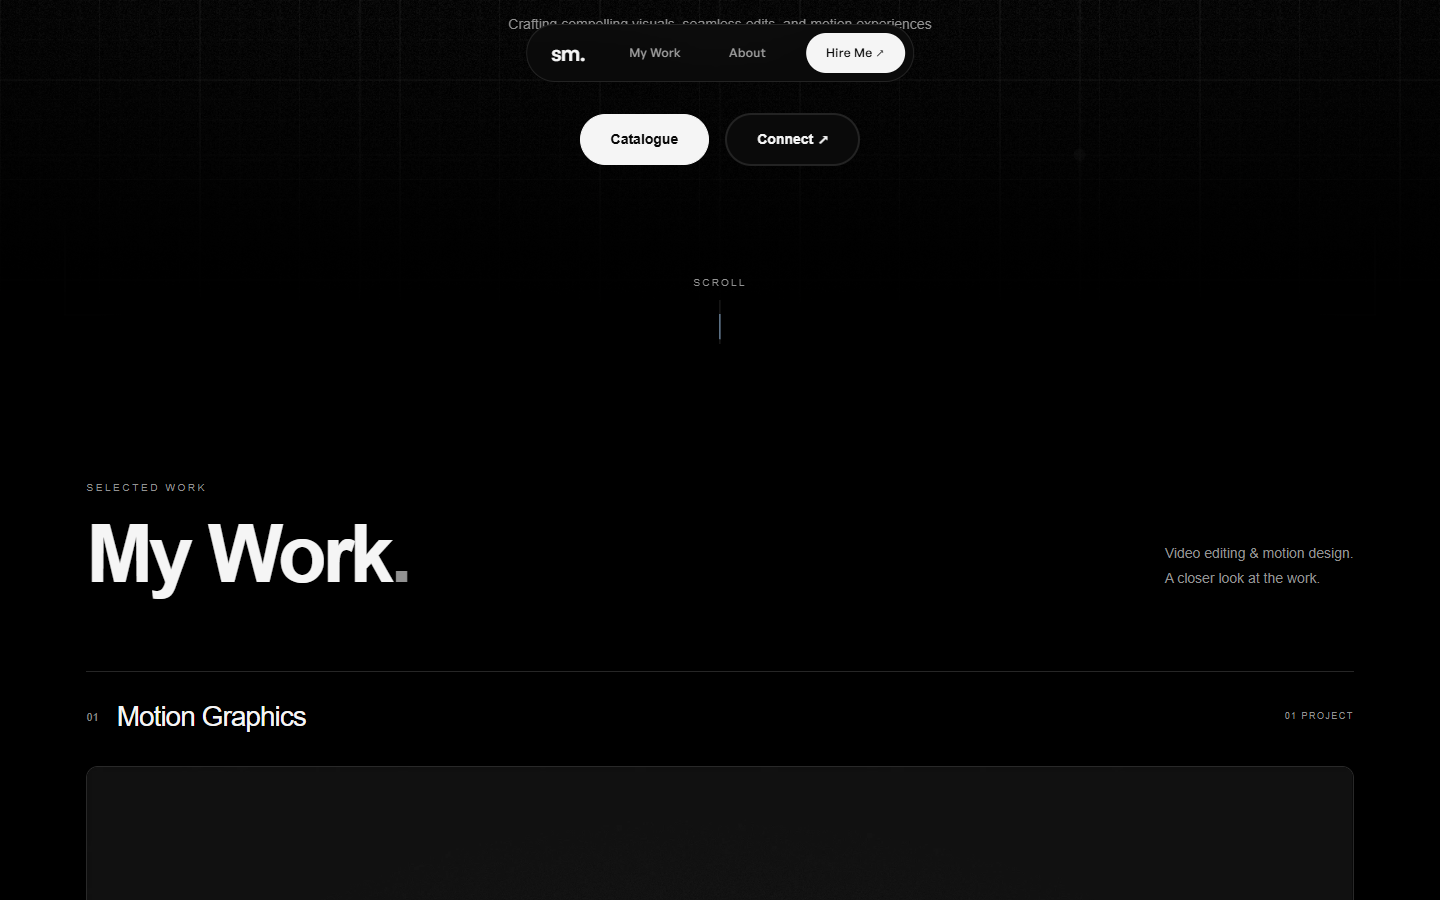 Crafting compelling visuals, seamless edits, and motion experiences
sm.
My Work
About
Hire Me ↗
Catalogue
Connect ↗
SCROLL
SELECTED WORK
My Work.
Video editing & motion design.
A closer look at the work.
01
Motion Graphics
01 PROJECT